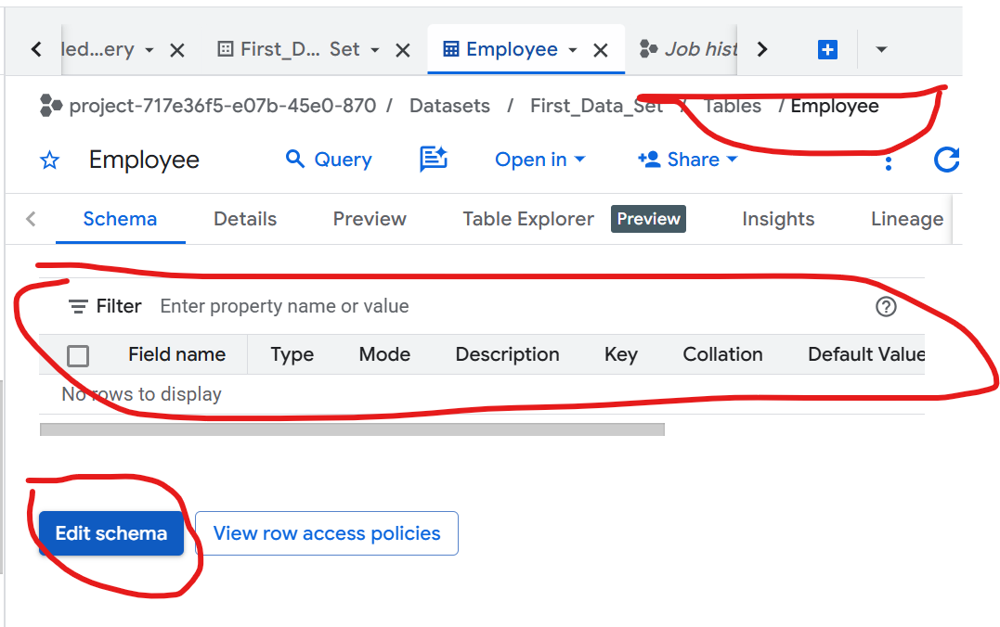 led...ery First_D... Set Employee Job hist
project-717e36f5-e07b-45e0-870 / Datasets / First_Data_Set / Tables / Employee
Employee Query Open in Share
Schema Details Preview Table Explorer Preview Insights Lineage
Filter Enter property name or value
Field name Type Mode Description Key Collation Default Value
No rows to display
Edit schema View row access policies